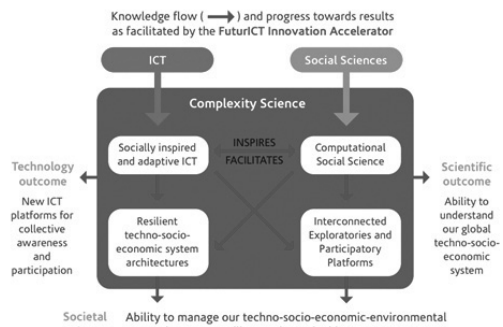 Knowledge flow ( → ) and progress towards results
as facilitated by the FuturICT Innovation Accelerator
ICT
Social Sciences
Complexity Science
Socially inspired
and adaptive ICT
INSPIRES
FACILITATES
Computational
Social Science
Technology
outcome
New ICT
platforms for
collective
awareness
and
participation
Scientific
outcome
Ability to
understand
our global
techno-socio-
economic
system
Resilient
techno-socio-
economic system
architectures
Interconnected
Exploratories and
Participatory
Platforms
Societal
Ability to manage our techno-socio-economic-environmental